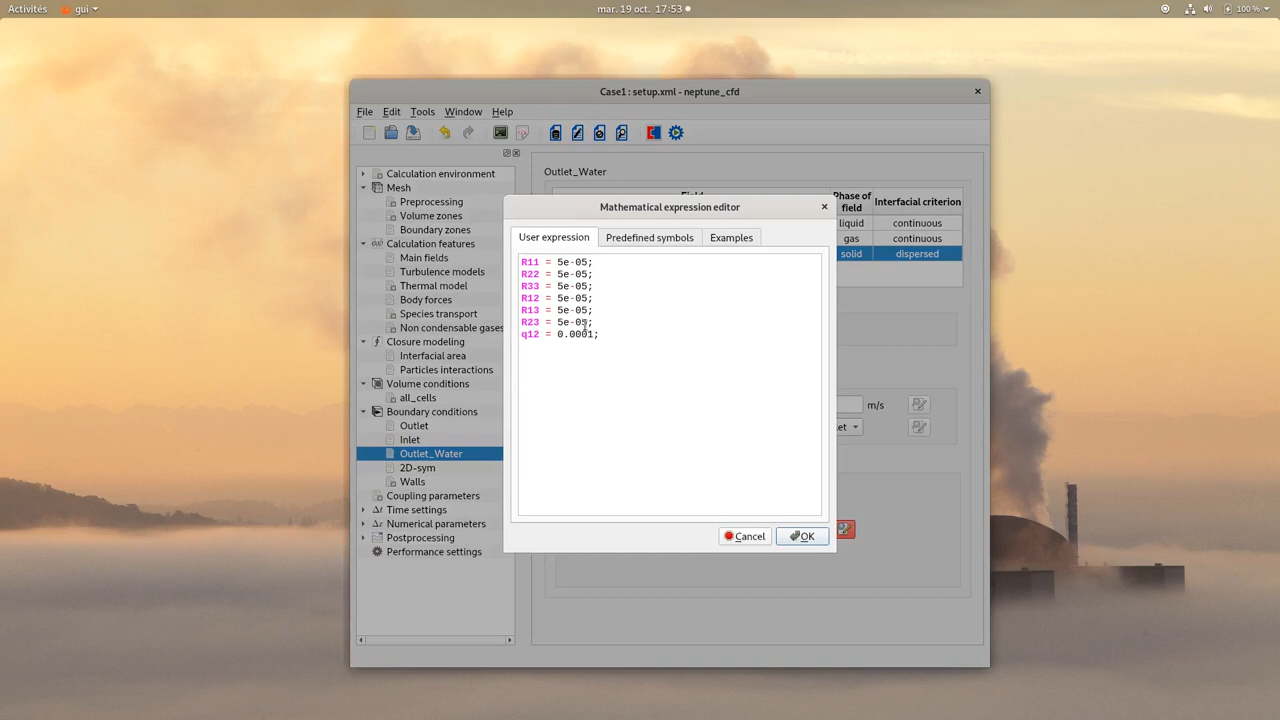 Activités gui mar. 19 oct. 17:53 100 %
Case1 : setup.xml - neptune_cfd
File Edit Tools Window Help
Calculation environment
Mesh
Preprocessing
Volume zones
Boundary zones
Calculation features
Main fields
Turbulence models
Thermal model
Body forces
Species transport
Non condensable gases
Closure modeling
Interfacial area
Particles interactions
Volume conditions
all_cells
Boundary conditions
Outlet
Inlet
Outlet_Water
2D-sym
Walls
Coupling parameters
Time settings
Numerical parameters
Postprocessing
Performance settings
Outlet_Water
Phase of field Interfacial criterion
liquid continuous
gas continuous
solid dispersed
m/s
Mathematical expression editor
User expression Predefined symbols Examples
R11 = 5e-05;
R22 = 5e-05;
R33 = 5e-05;
R12 = 5e-05;
R13 = 5e-05;
R23 = 5e-05;
q12 = 0.0001;
Cancel OK